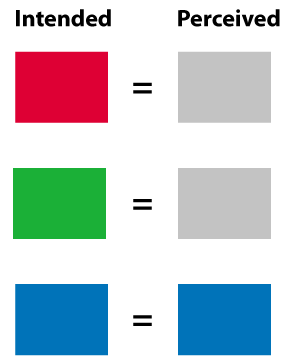 Intended Perceived
=
=
=